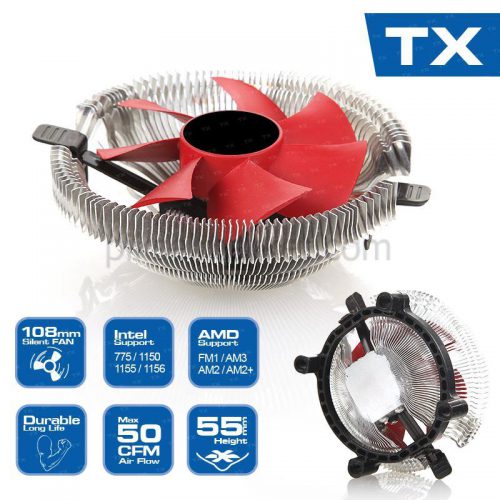 TX
108mm
Silent FAN
Intel
Support
775 / 1150
1155 / 1156
AMD
Support
FM1 / AM3
AM2 / AM2+
Durable
Long Life
Max
50
CFM
Air Flow
55mm
Height